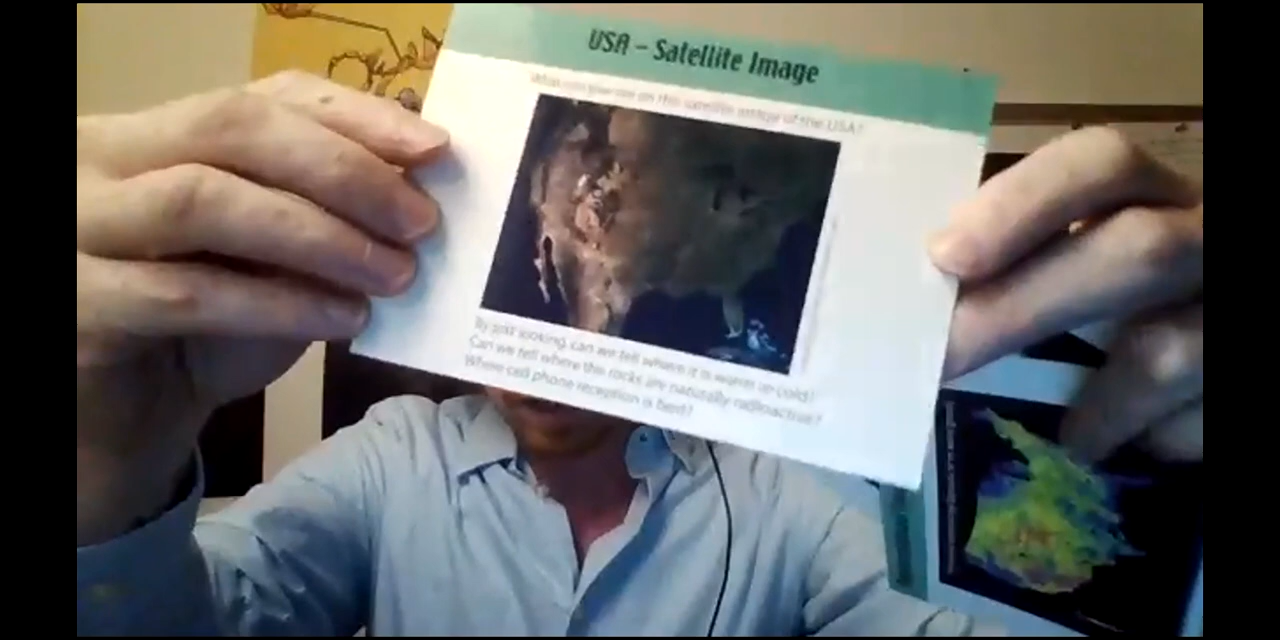 USA – Satellite Image
What can you see on this satellite image of the USA?
By just looking, can we tell where it is warm or cold?
Can we tell where the rocks are naturally radioactive?
Where cell phone reception is best?